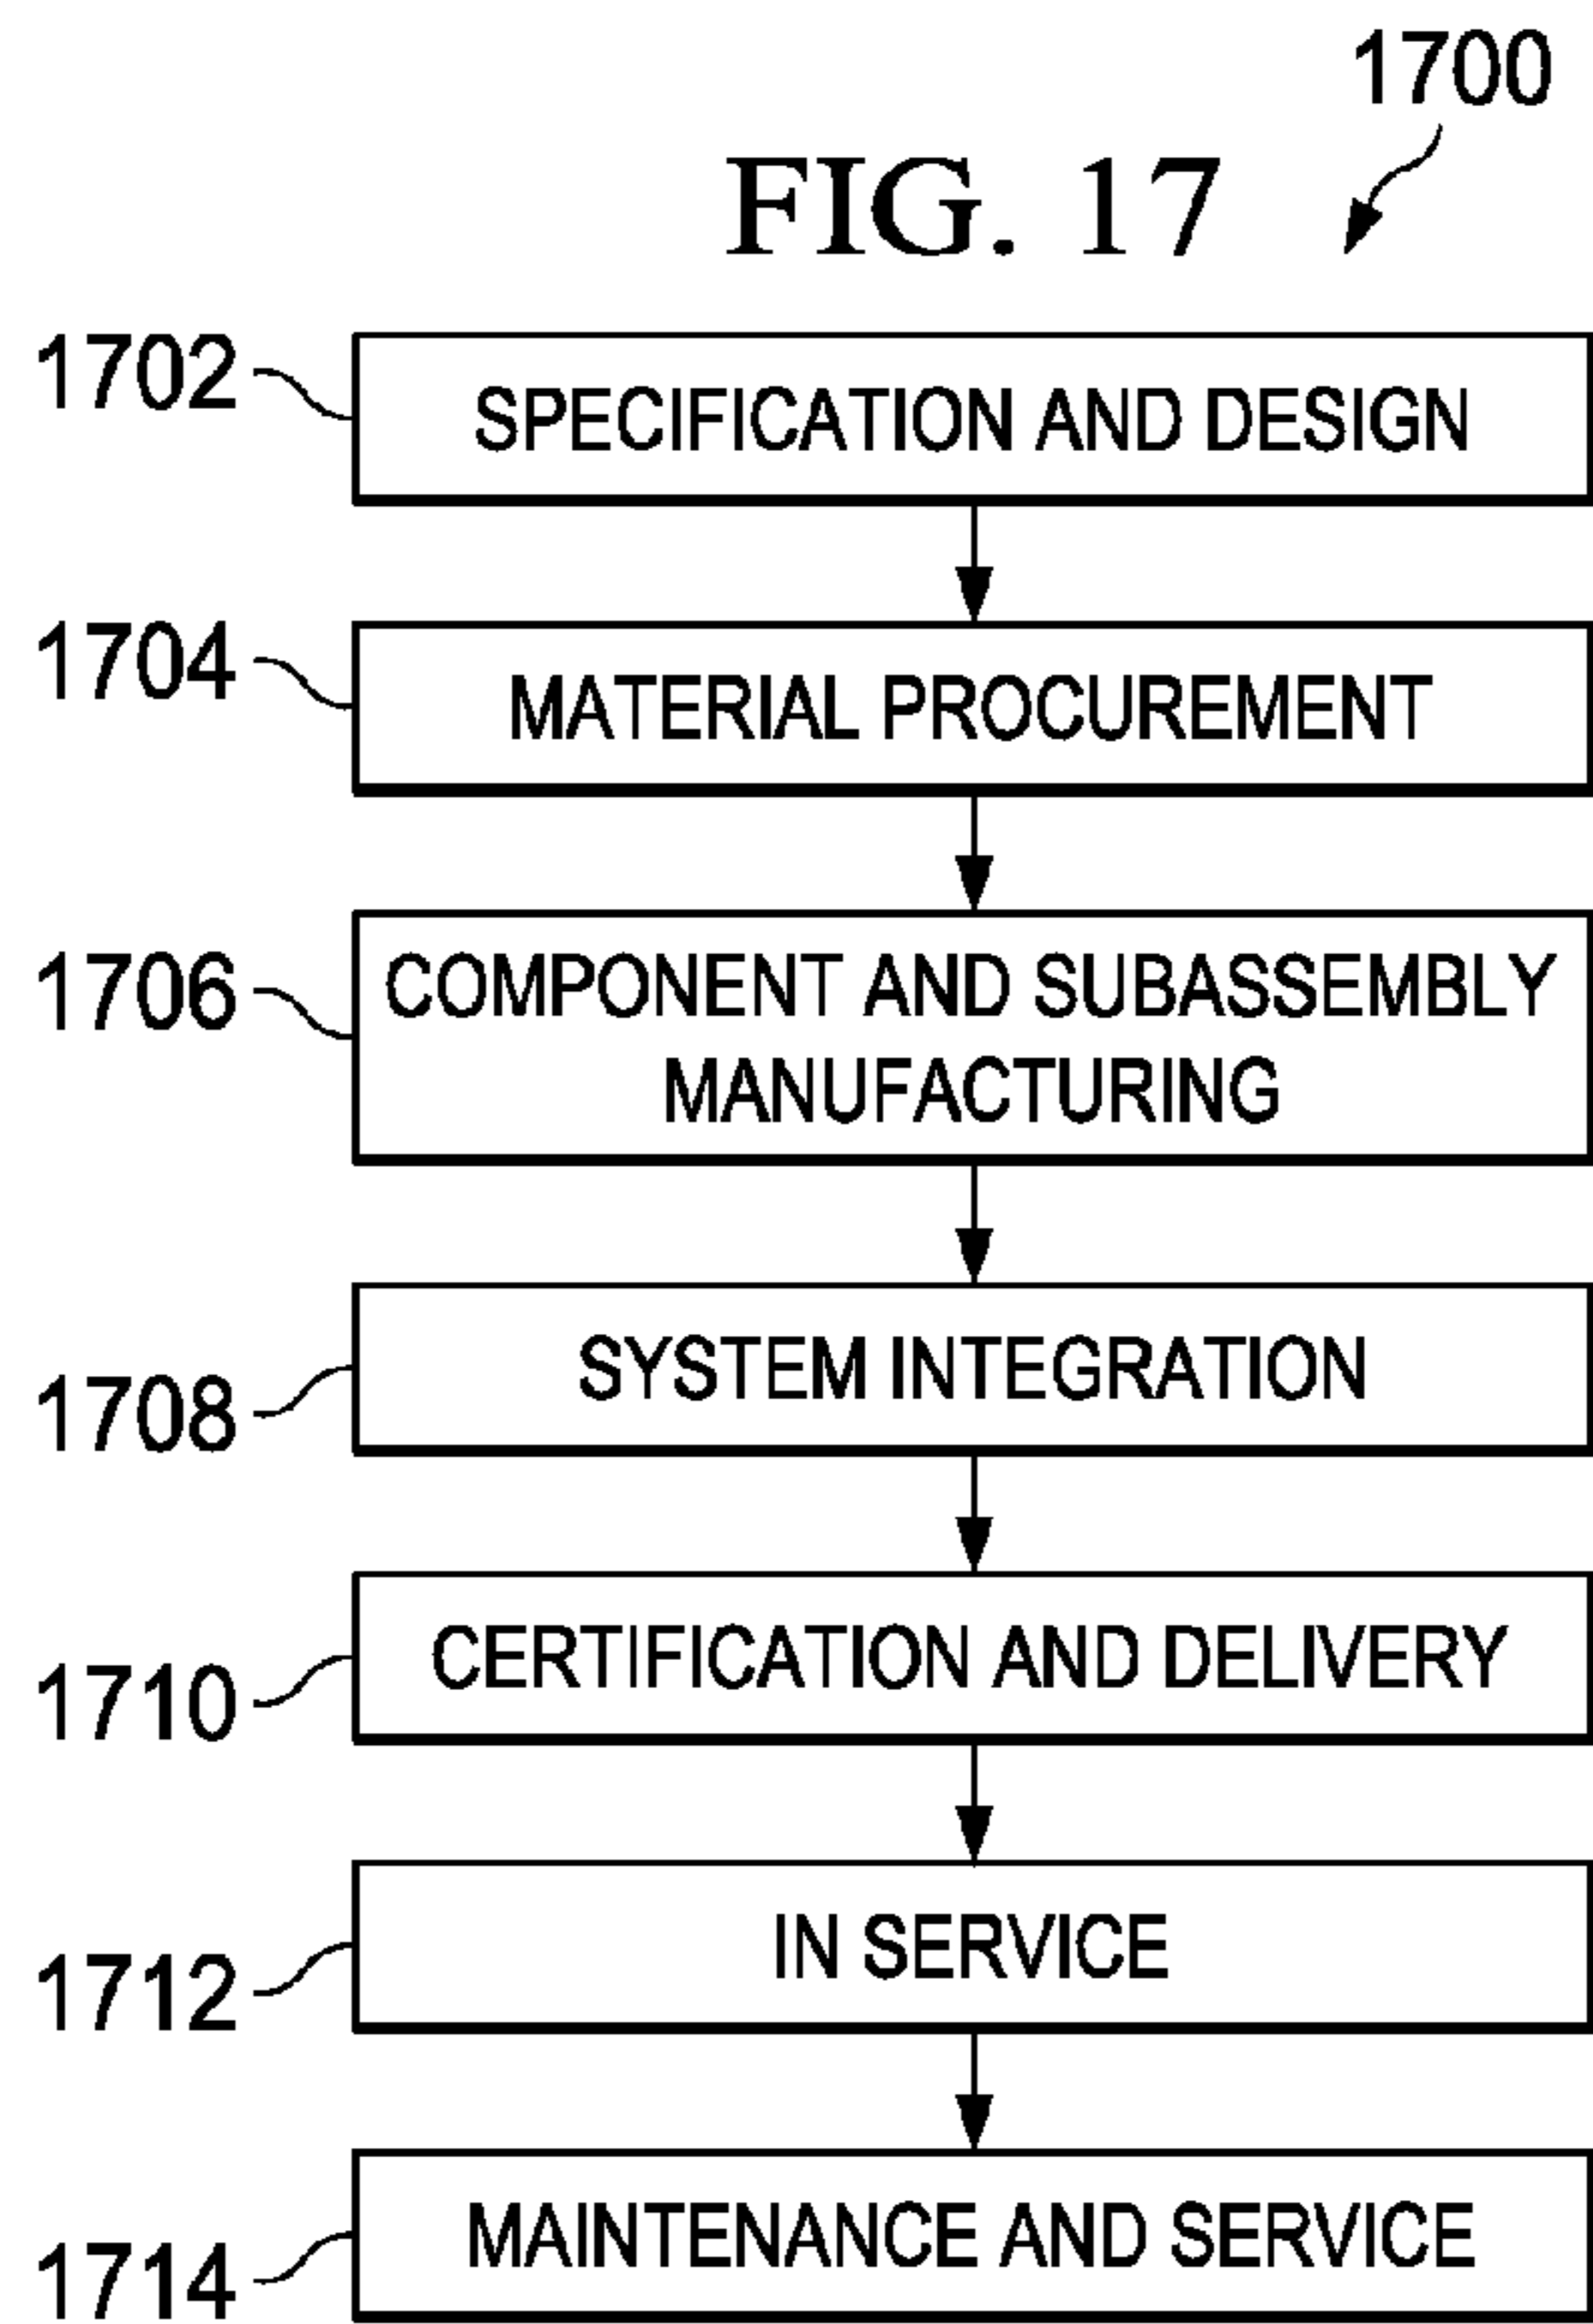 1700
FIG. 17
1702
SPECIFICATION AND DESIGN
1704
MATERIAL PROCUREMENT
1706
COMPONENT AND SUBASSEMBLY
MANUFACTURING
1708
SYSTEM INTEGRATION
1710
CERTIFICATION AND DELIVERY
1712
IN SERVICE
1714
MAINTENANCE AND SERVICE